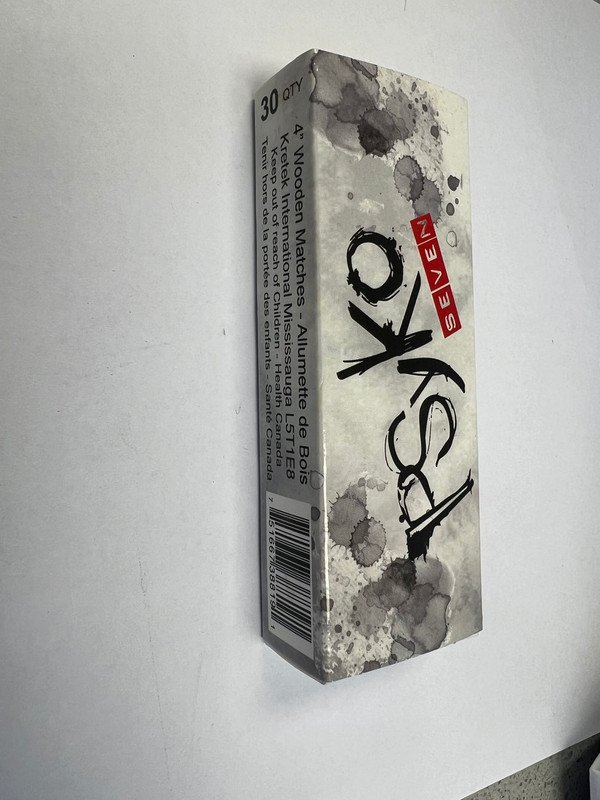 PSYKO
SEVEN
30 QTY
4" Wooden Matches - Allumette de Bois
Kretek International Mississauga L5T1E8
Keep out of reach of Children - Health Canada
Tenir hors de la portée des enfants - Santé Canada